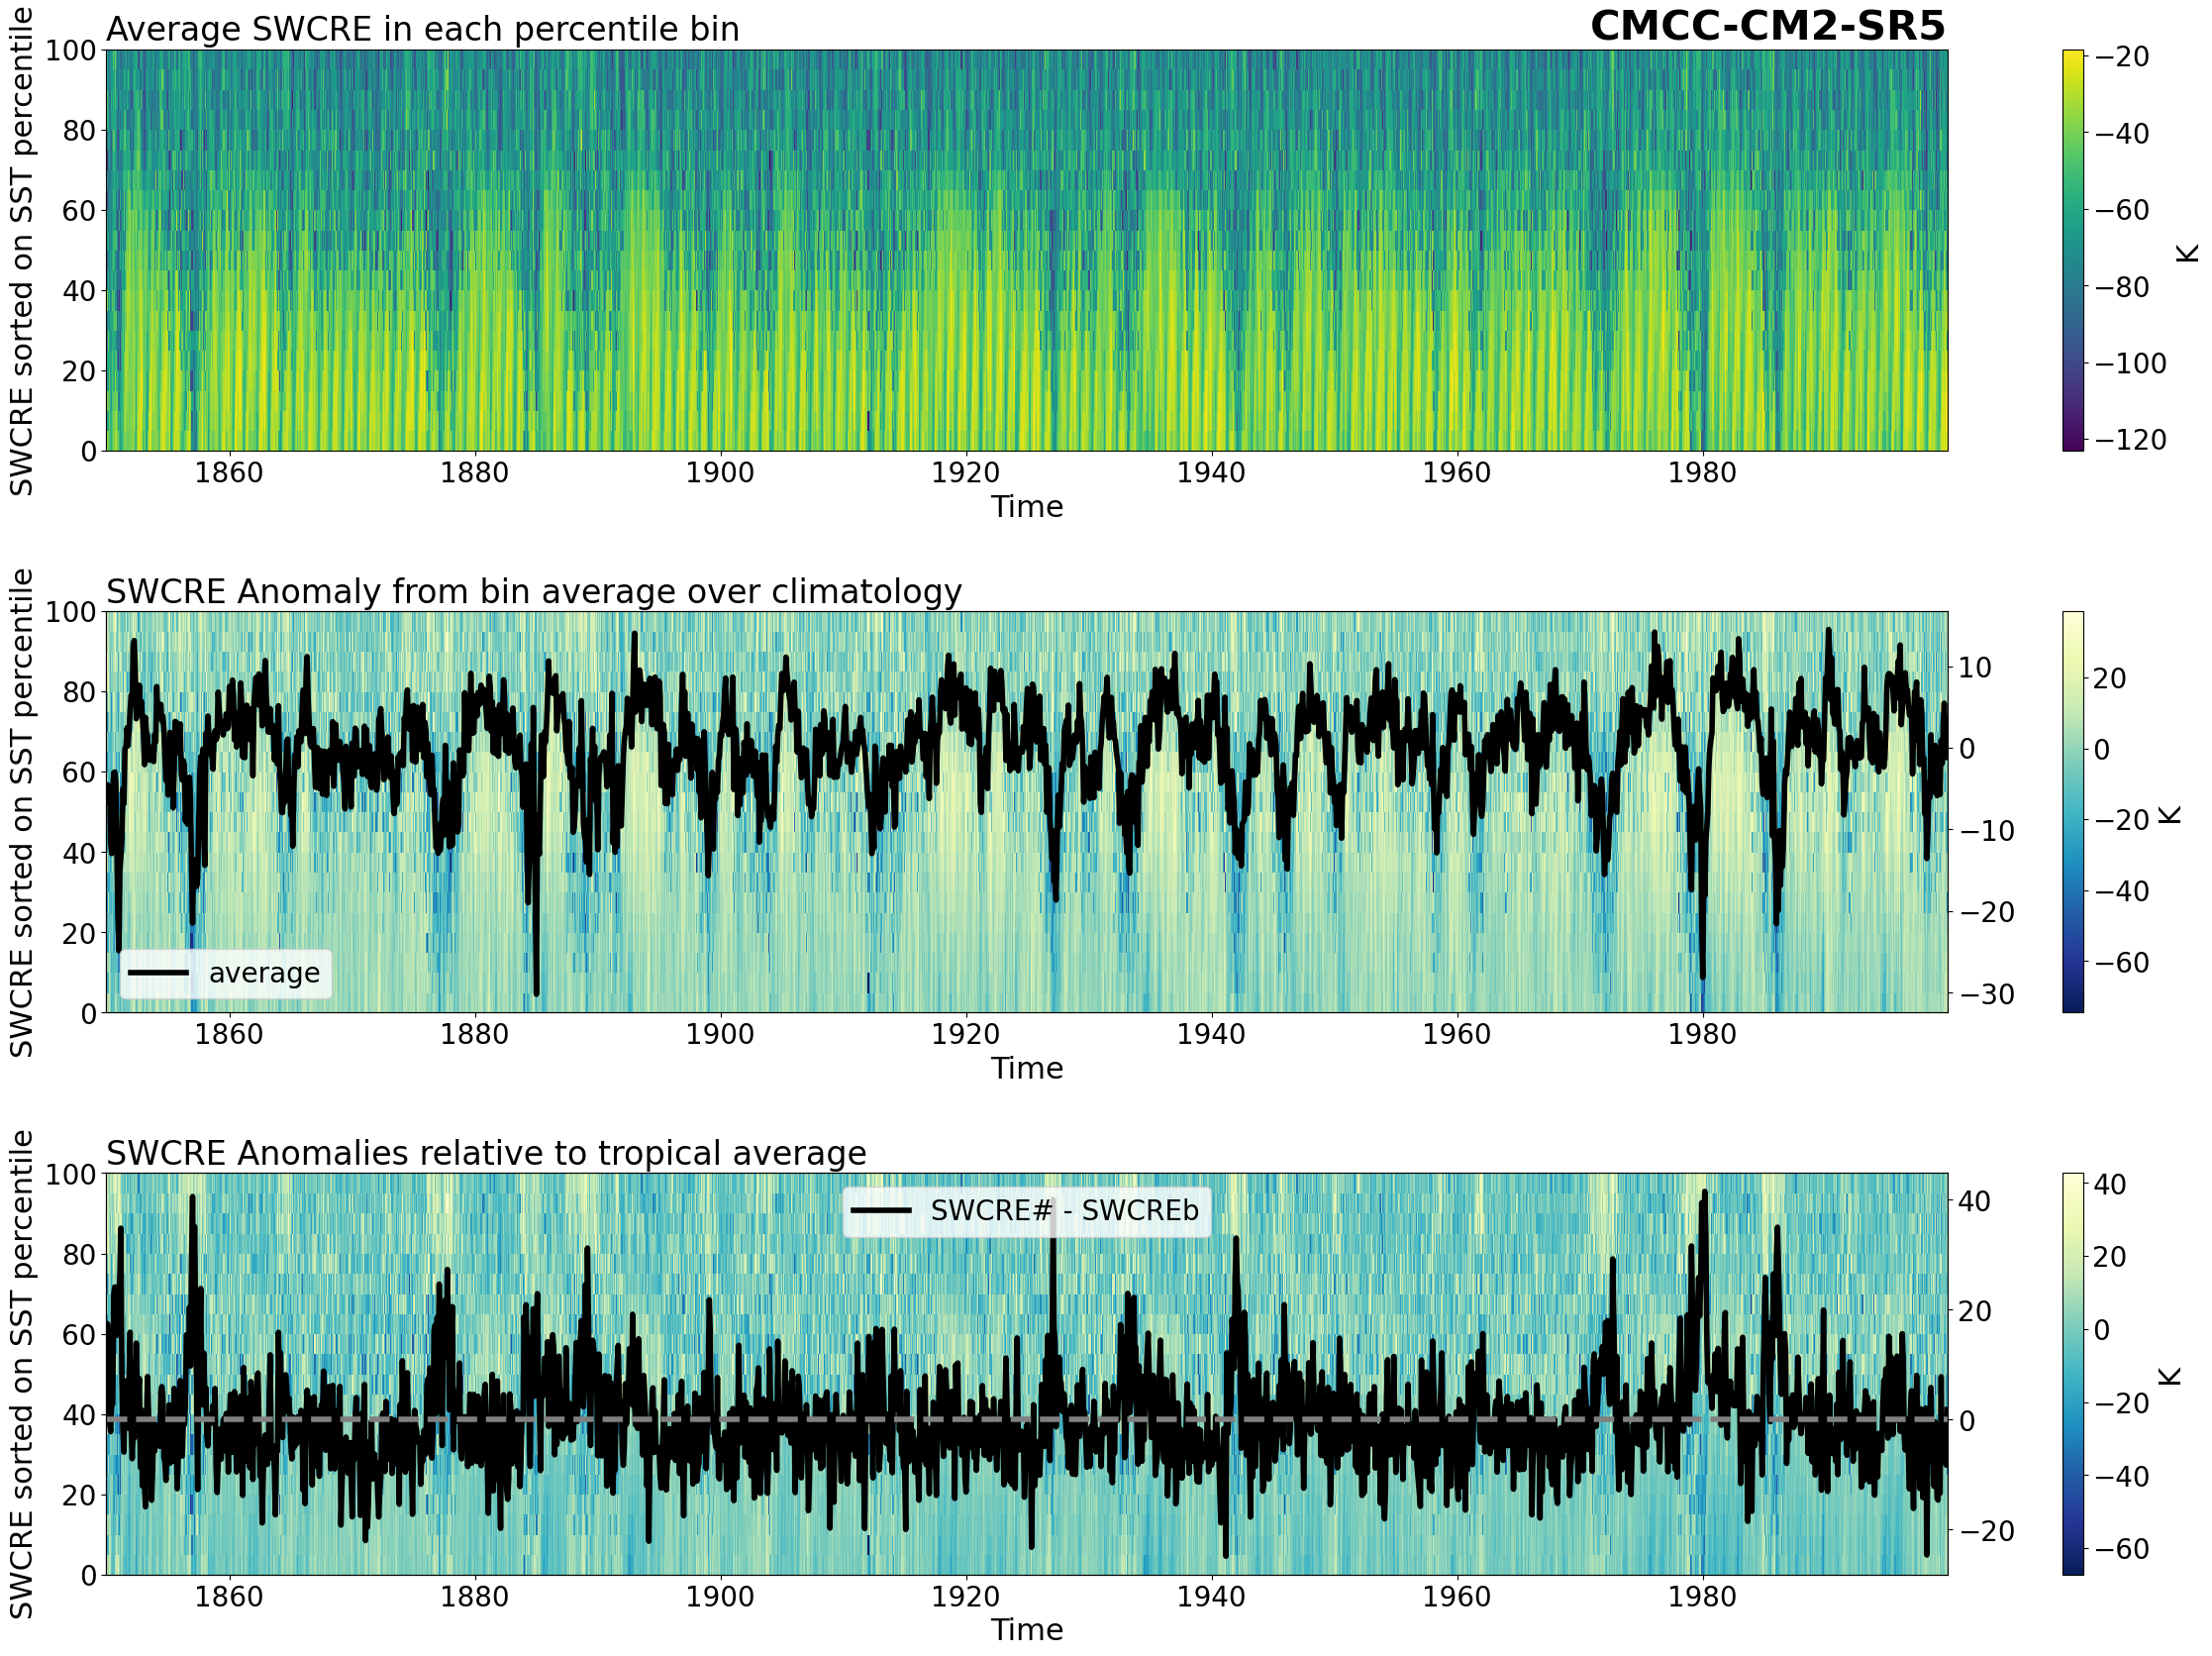 Average SWCRE in each percentile bin
CMCC-CM2-SR5
SWCRE sorted on SST percentile
100
80
60
40
20
0
1860 1880 1900 1920 1940 1960 1980
Time
−20
−40
−60
−80
−100
−120
K
SWCRE Anomaly from bin average over climatology
SWCRE sorted on SST percentile
100
80
60
40
20
0
average
10
0
−10
−20
−30
1860 1880 1900 1920 1940 1960 1980
Time
20
0
−20
−40
−60
K
SWCRE Anomalies relative to tropical average
SWCRE sorted on SST percentile
100
80
60
40
20
0
SWCRE# - SWCREb
40
20
0
−20
1860 1880 1900 1920 1940 1960 1980
Time
40
20
0
−20
−40
−60
K